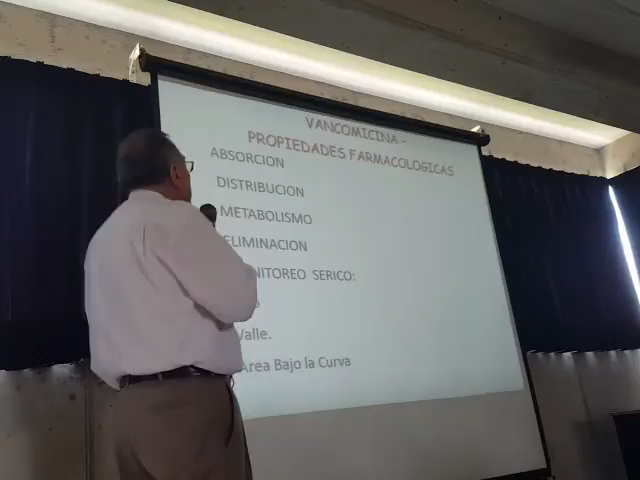 VANCOMICINA.-
PROPIEDADES FARMACOLOGICAS
ABSORCION
DISTRIBUCION
METABOLISMO
ELIMINACION
NITOREO SERICO:
Valle.
Area Bajo la Curva